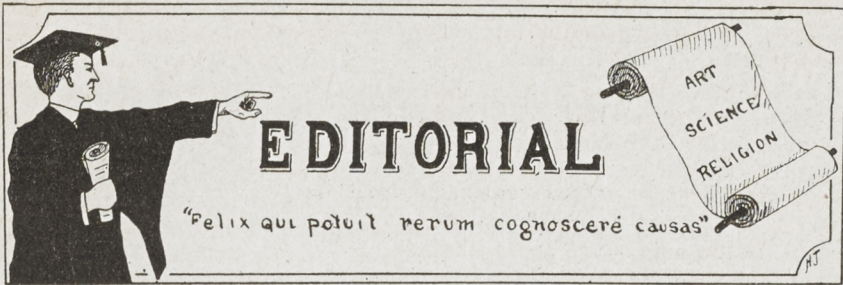 EDITORIAL
"Felix qui potuit rerum cognoscere causas"
ART
SCIENCE
RELIGION
HJ